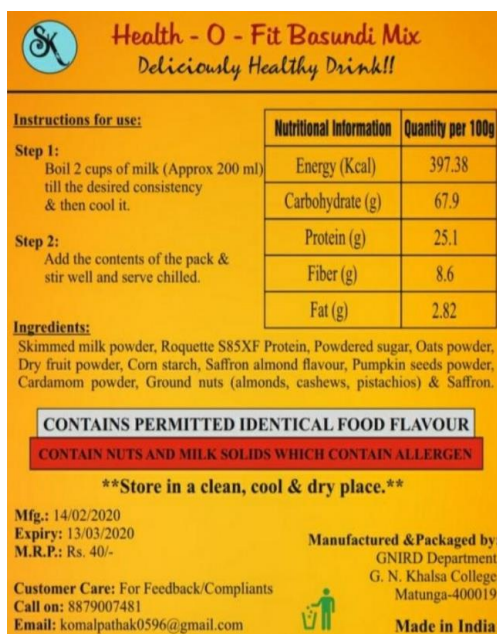 SK
Health - O - Fit Basundi Mix
Deliciously Healthy Drink!!
Instructions for use:
Step 1:
Boil 2 cups of milk (Approx 200 ml)
till the desired consistency
& then cool it.
Step 2:
Add the contents of the pack &
stir well and serve chilled.
Nutritional Information Quantity per 100g
Energy (Kcal) 397.38
Carbohydrate (g) 67.9
Protein (g) 25.1
Fiber (g) 8.6
Fat (g) 2.82
Ingredients:
Skimmed milk powder, Roquette S85XF Protein, Powdered sugar, Oats powder,
Dry fruit powder, Corn starch, Saffron almond flavour, Pumpkin seeds powder,
Cardamom powder, Ground nuts (almonds, cashews, pistachios) & Saffron.
CONTAINS PERMITTED IDENTICAL FOOD FLAVOUR
CONTAIN NUTS AND MILK SOLIDS WHICH CONTAIN ALLERGEN
**Store in a clean, cool & dry place.**
Mfg.: 14/02/2020
Expiry: 13/03/2020
M.R.P.: Rs. 40/-
Customer Care: For Feedback/Compliants
Call on: 8879007481
Email: komalpathak0596@gmail.com
Manufactured &Packaged by:
GNIRD Department
G. N. Khalsa College
Matunga-400019
Made in India